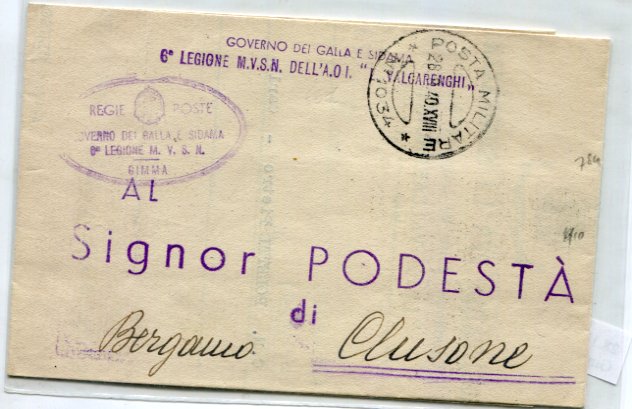 GOVERNO DEI GALLA E SIDAMA
6ª LEGIONE M.V.S.N. DELL'A.O.I. "VALCARENGHI"
POSTA MILITARE
REGIE POSTE
GOVERNO DEI GALLA E SIDAMA
6ª LEGIONE M. V. S. N.
GIMMA
AL
Signor PODESTÀ
di
Bergamo Clusone